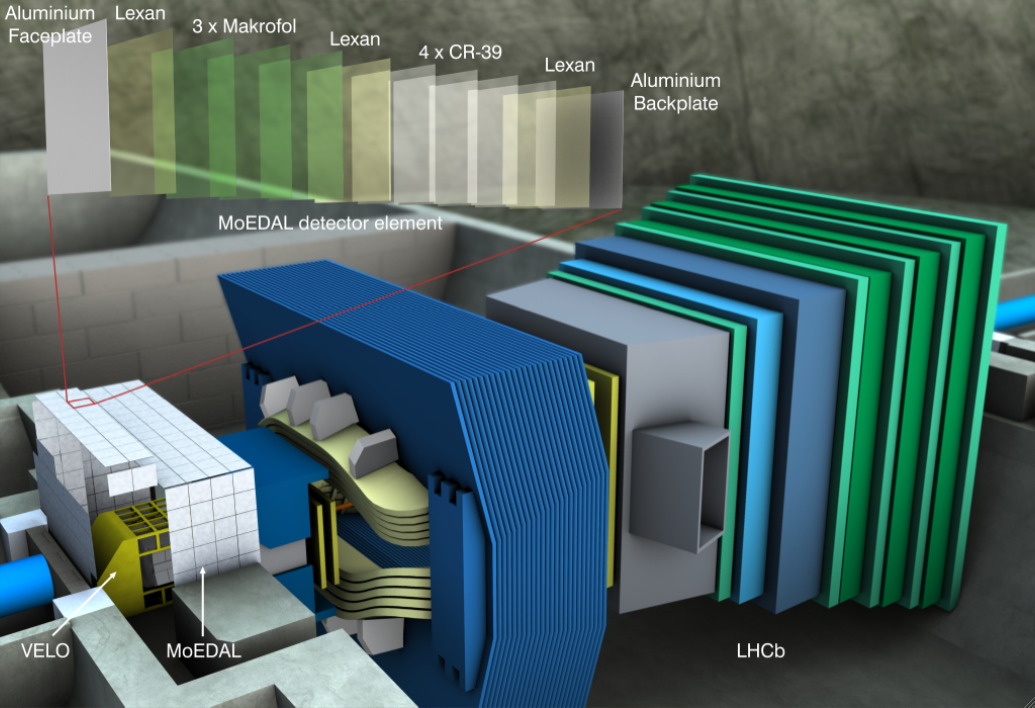 Aluminium
Faceplate
Lexan
3 x Makrofol
Lexan
4 x CR-39
Lexan
Aluminium
Backplate
MoEDAL detector element
VELO
MoEDAL
LHCb